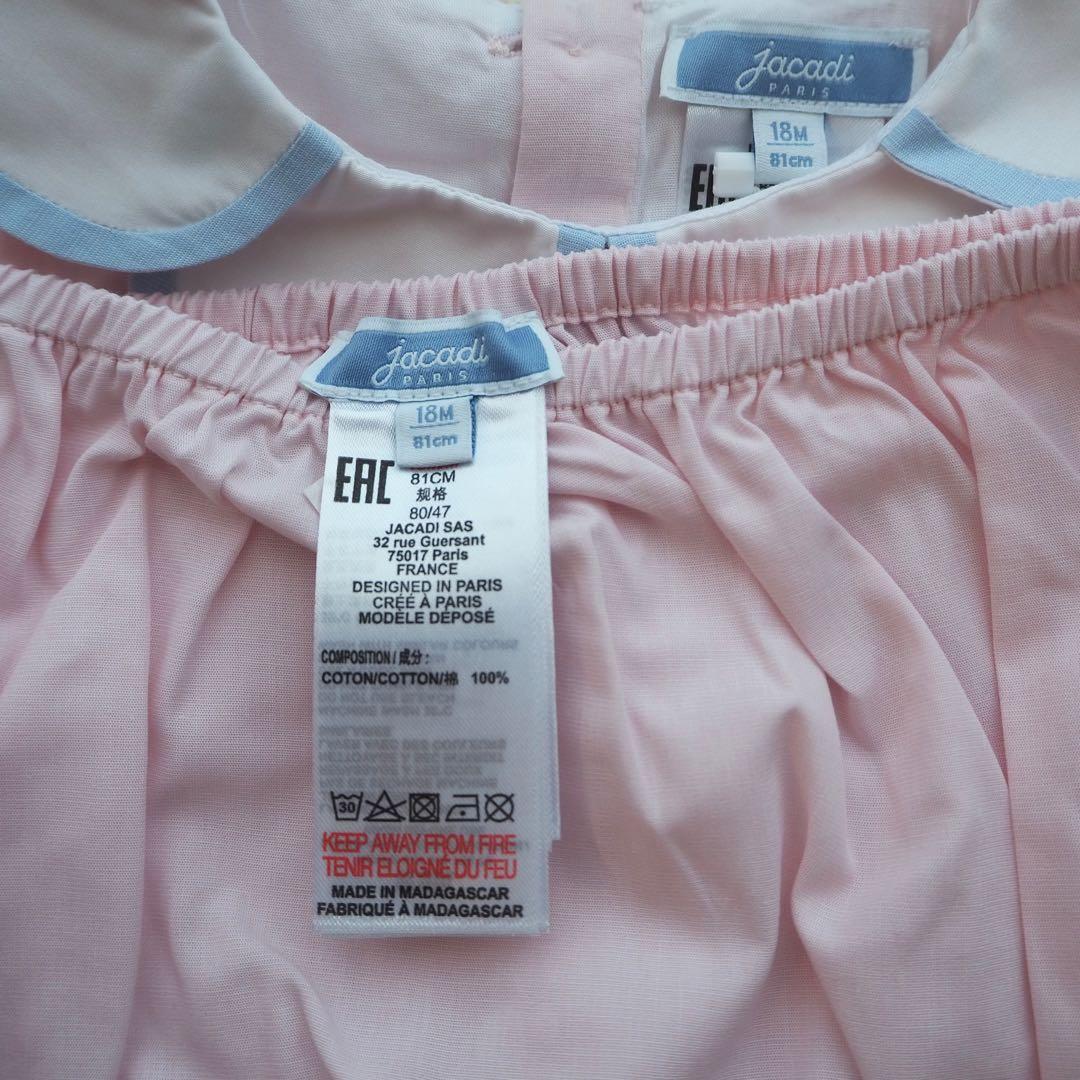 jacadi
PARIS
18M
81cm
jacadi
PARIS
18M
81cm
EAC
81CM
规格
80/47
JACADI SAS
32 rue Guersant
75017 Paris
FRANCE
DESIGNED IN PARIS
CRÉÉ À PARIS
MODÈLE DÉPOSÉ
COMPOSITION / 成分 :
COTON/COTTON/棉 100%
30
KEEP AWAY FROM FIRE
TENIR ELOIGNÉ DU FEU
MADE IN MADAGASCAR
FABRIQUÉ À MADAGASCAR